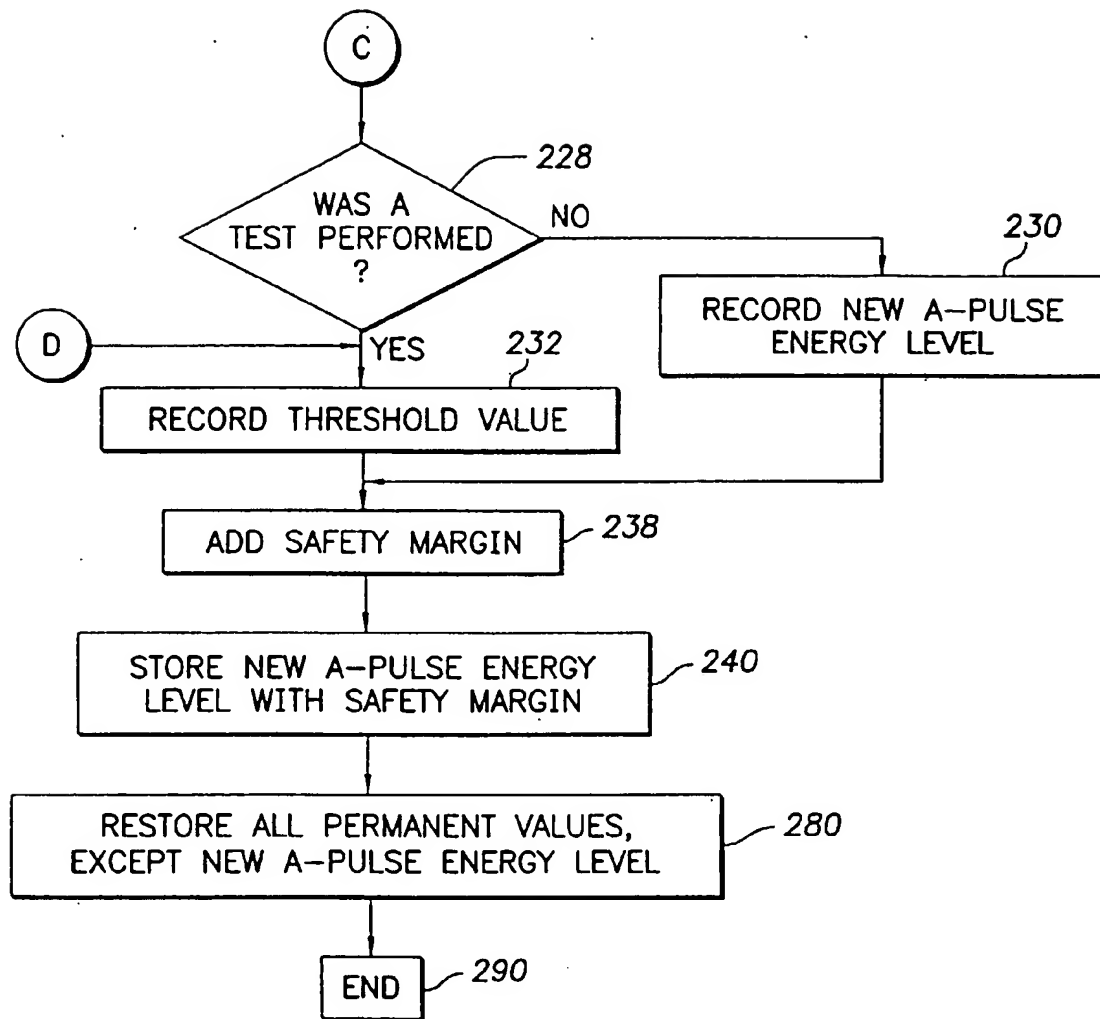 C
228
WAS A
TEST PERFORMED
?
NO
230
RECORD NEW A-PULSE
ENERGY LEVEL
D
YES
232
RECORD THRESHOLD VALUE
ADD SAFETY MARGIN
238
STORE NEW A-PULSE ENERGY
LEVEL WITH SAFETY MARGIN
240
RESTORE ALL PERMANENT VALUES,
EXCEPT NEW A-PULSE ENERGY LEVEL
280
END
290